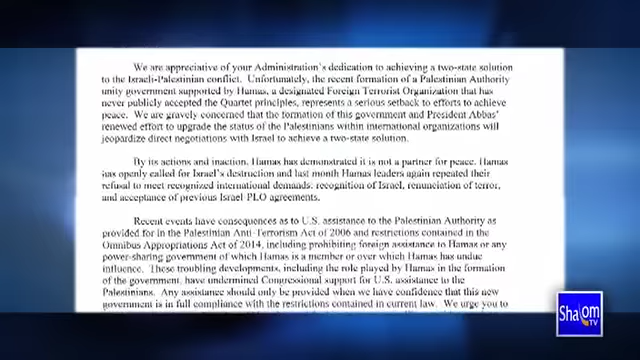 We are appreciative of your Administration's dedication to achieving a two-state solution
to the Israeli-Palestinian conflict.  Unfortunately, the recent formation of a Palestinian Authority
unity government supported by Hamas, a designated Foreign Terrorist Organization that has
never publicly accepted the Quartet principles, represents a serious setback to efforts to achieve
peace.  We are gravely concerned that the formation of this government and President Abbas'
renewed effort to upgrade the status of the Palestinians within international organizations will
jeopardize direct negotiations with Israel to achieve a two-state solution.
By its actions and inaction, Hamas has demonstrated it is not a partner for peace. Hamas
has openly called for Israel's destruction and last month Hamas leaders again repeated their
refusal to meet recognized international demands: recognition of Israel, renunciation of terror,
and acceptance of previous Israel-PLO agreements.
Recent events have consequences as to U.S. assistance to the Palestinian Authority as
provided for in the Palestinian Anti-Terrorism Act of 2006 and restrictions contained in the
Omnibus Appropriations Act of 2014, including prohibiting foreign assistance to Hamas or any
power-sharing government of which Hamas is a member or over which Hamas has undue
influence.  These troubling developments, including the role played by Hamas in the formation
of the government, have undermined Congressional support for U.S. assistance to the
Palestinians.  Any assistance should only be provided when we have confidence that this new
government is in full compliance with the restrictions contained in current law.  We urge you to
Shalom
TV